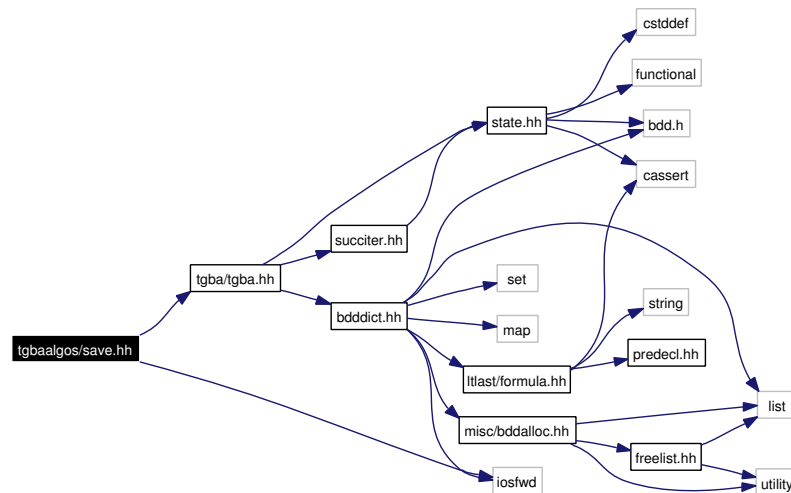 cstddef
functional
state.hh
bdd.h
cassert
succiter.hh
tgba/tgba.hh
set
string
bdddict.hh
map
tgbaalgos/save.hh
predecl.hh
ltlast/formula.hh
list
misc/bddalloc.hh
freelist.hh
iosfwd
utility